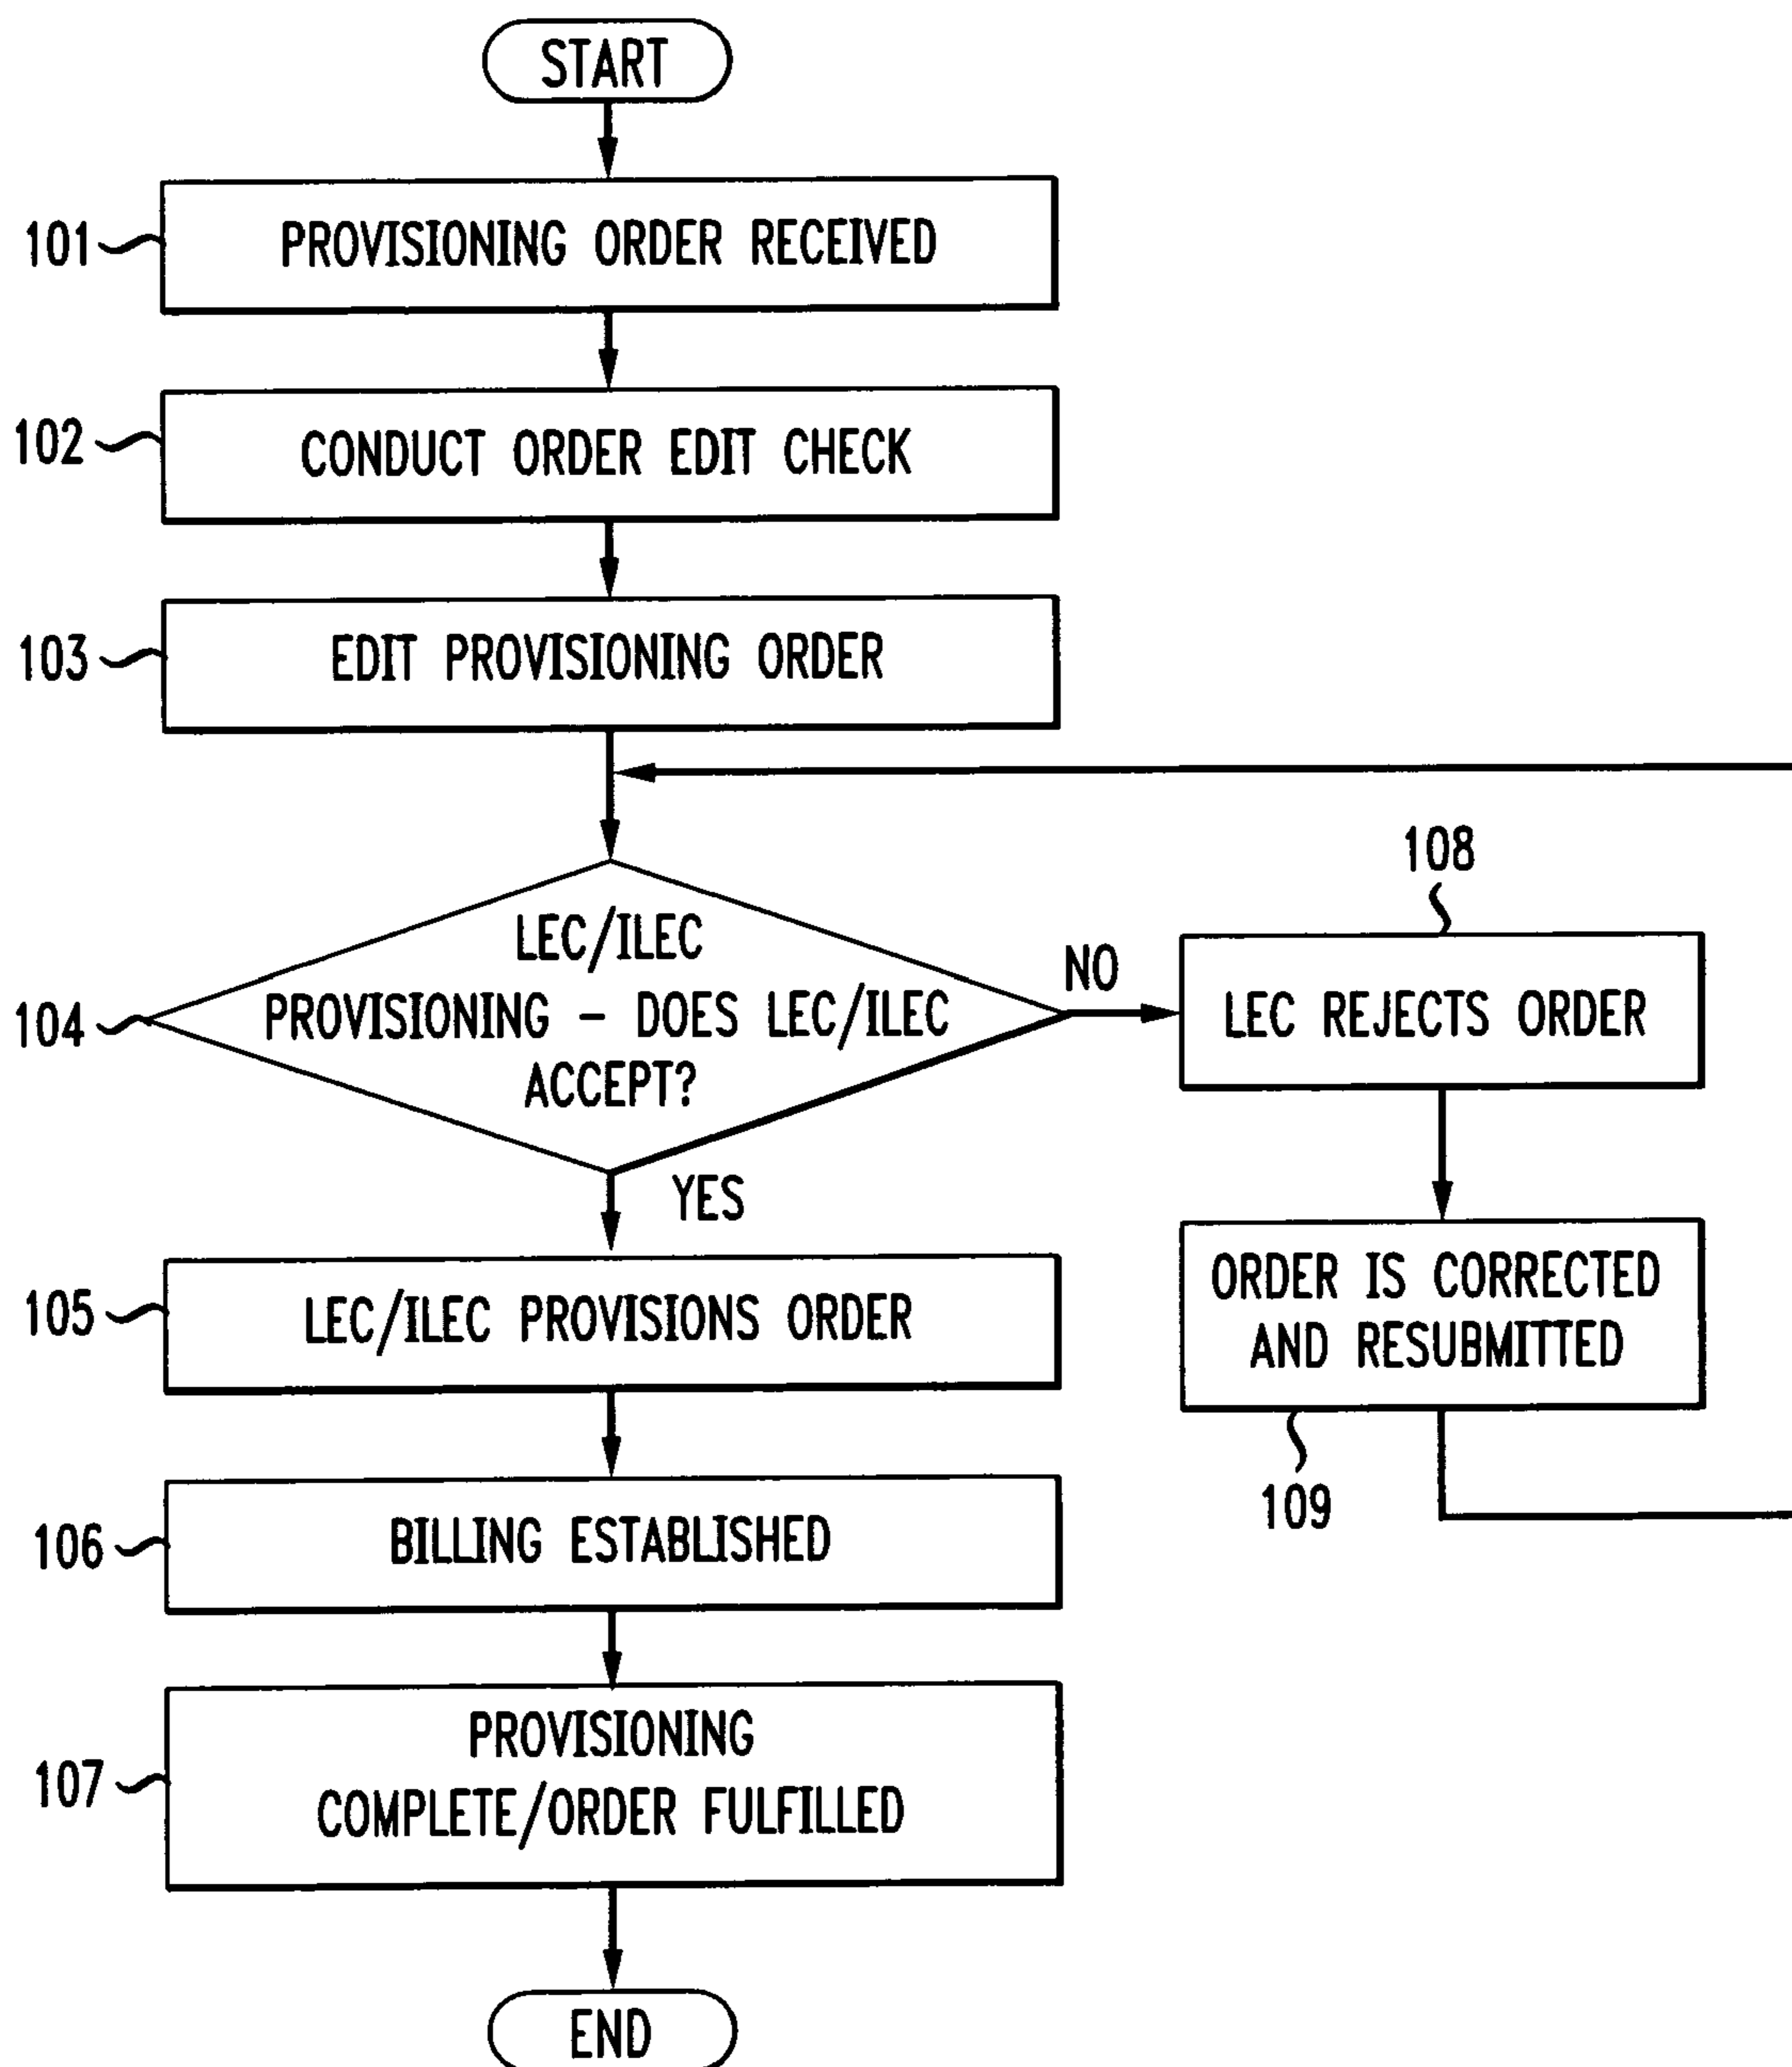 START
101
PROVISIONING ORDER RECEIVED
102
CONDUCT ORDER EDIT CHECK
103
EDIT PROVISIONING ORDER
104
LEC/ILEC
PROVISIONING – DOES LEC/ILEC
ACCEPT?
NO
108
LEC REJECTS ORDER
YES
ORDER IS CORRECTED
AND RESUBMITTED
109
105
LEC/ILEC PROVISIONS ORDER
106
BILLING ESTABLISHED
107
PROVISIONING
COMPLETE/ORDER FULFILLED
END